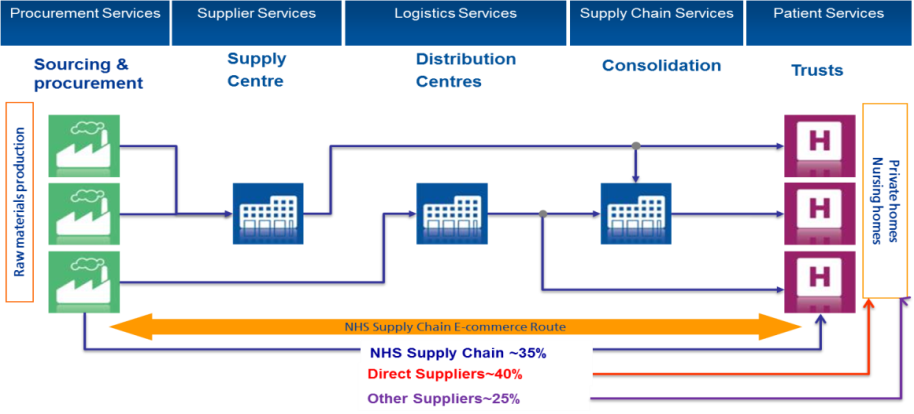 Procurement Services
Supplier Services
Logistics Services
Supply Chain Services
Patient Services
Sourcing &
procurement
Supply
Centre
Distribution
Centres
Consolidation
Trusts
Raw materials production
H
H
H
Private homes
Nursing homes
NHS Supply Chain E-commerce Route
NHS Supply Chain ~35%
Direct Suppliers~40%
Other Suppliers~25%